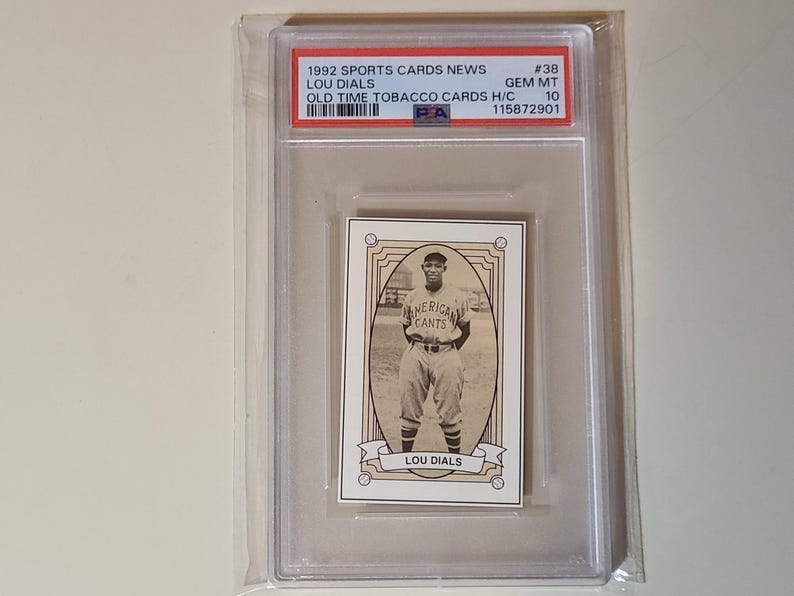 1992 SPORTS CARDS NEWS #38
LOU DIALS GEM MT
OLD TIME TOBACCO CARDS H/C 10
PSA 115872901
AMERICAN
GIANTS
LOU DIALS